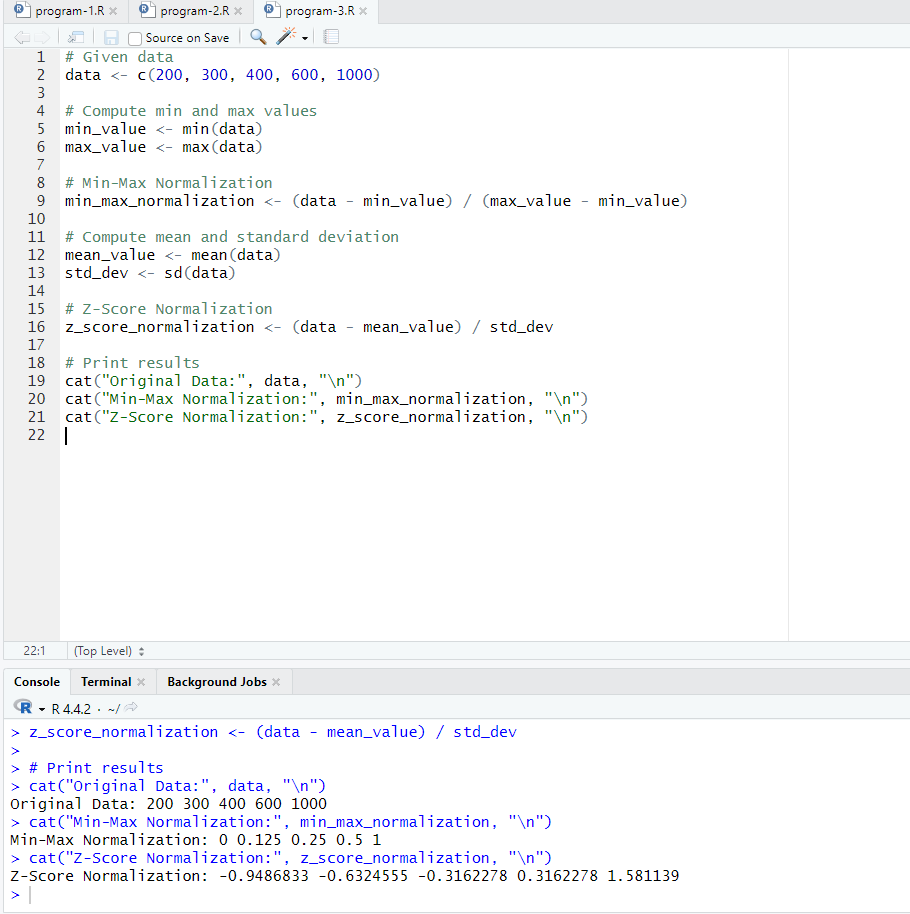 program-1.R program-2.R program-3.R
Source on Save
1 # Given data
2 data <- c(200, 300, 400, 600, 1000)
3
4 # Compute min and max values
5 min_value <- min(data)
6 max_value <- max(data)
7
8 # Min-Max Normalization
9 min_max_normalization <- (data - min_value) / (max_value - min_value)
10
11 # Compute mean and standard deviation
12 mean_value <- mean(data)
13 std_dev <- sd(data)
14
15 # Z-Score Normalization
16 z_score_normalization <- (data - mean_value) / std_dev
17
18 # Print results
19 cat("Original Data:", data, "\n")
20 cat("Min-Max Normalization:", min_max_normalization, "\n")
21 cat("Z-Score Normalization:", z_score_normalization, "\n")
22
22:1 (Top Level)
Console Terminal Background Jobs
R R 4.4.2 · ~/
> z_score_normalization <- (data - mean_value) / std_dev
>
> # Print results
> cat("Original Data:", data, "\n")
Original Data: 200 300 400 600 1000
> cat("Min-Max Normalization:", min_max_normalization, "\n")
Min-Max Normalization: 0 0.125 0.25 0.5 1
> cat("Z-Score Normalization:", z_score_normalization, "\n")
Z-Score Normalization: -0.9486833 -0.6324555 -0.3162278 0.3162278 1.581139
>